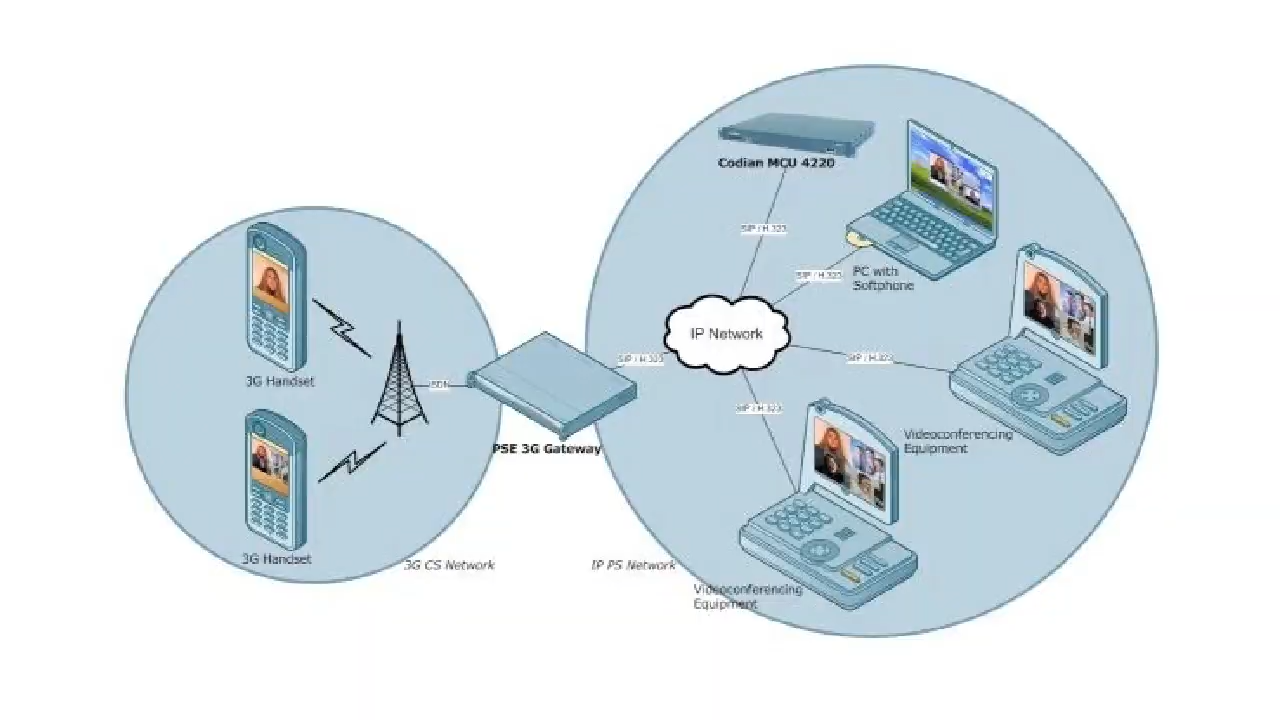 Codian MCU 4220
SIP / H.323
SIP / H.323
PC with
Softphone
IP Network
SIP / H.323
SIP / H.323
3G Handset
ISDN
SIP / H.323
Videoconferencing
Equipment
PSE 3G Gateway
3G Handset
3G CS Network
IP PS Network
Videoconferencing
Equipment